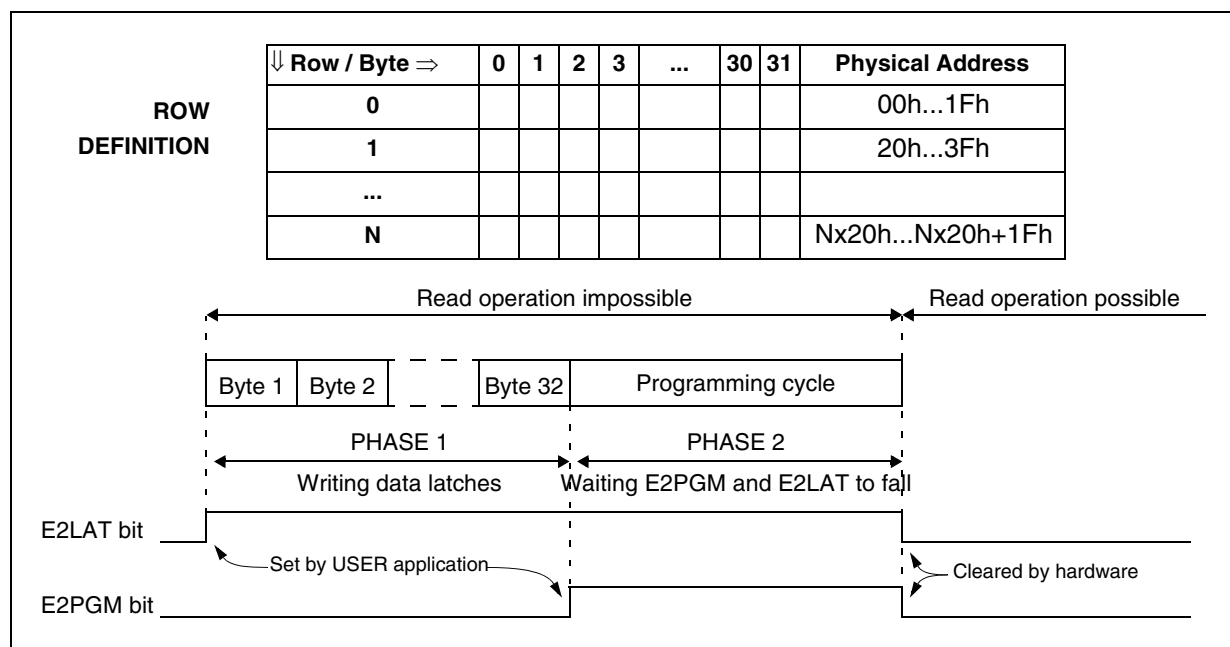 ⇓ Row / Byte ⇒ 0 1 2 3 ... 30 31 Physical Address
ROW
DEFINITION
0 00h...1Fh
1 20h...3Fh
...
N Nx20h...Nx20h+1Fh
Read operation impossible Read operation possible
Byte 1 Byte 2 Byte 32 Programming cycle
PHASE 1 PHASE 2
Writing data latches Waiting E2PGM and E2LAT to fall
E2LAT bit
Set by USER application Cleared by hardware
E2PGM bit